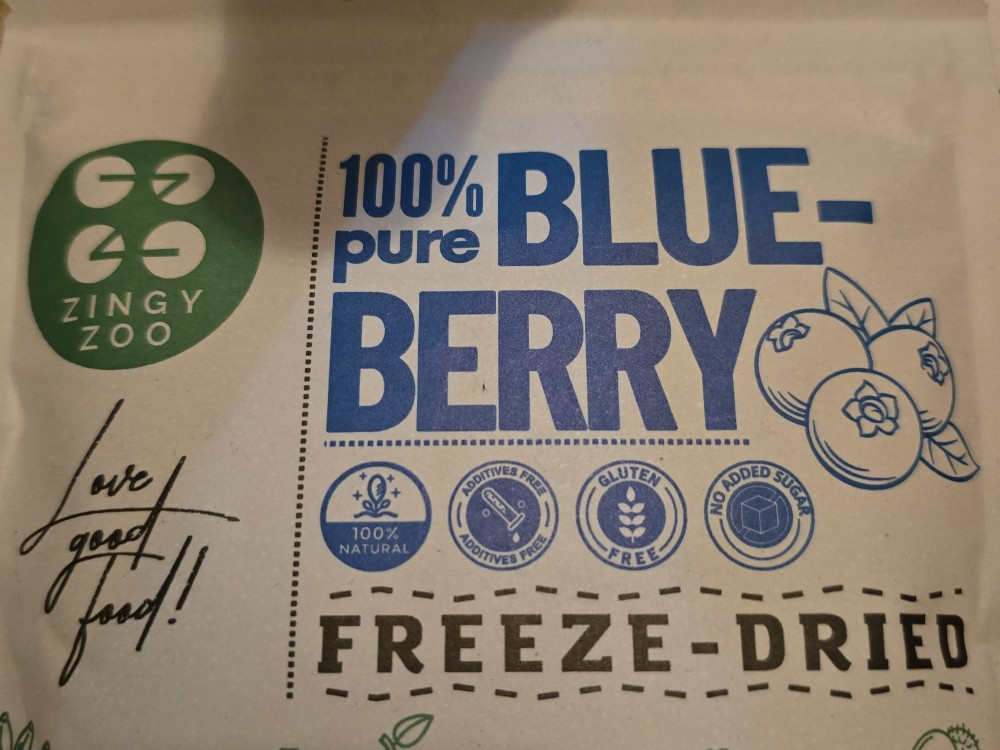 ZINGY
ZOO
Love
good
food!
100%
pure
BLUE-
BERRY
100%
NATURAL
ADDITIVES FREE
ADDITIVES FREE
GLUTEN
FREE
NO ADDED SUGAR
FREEZE-DRIED